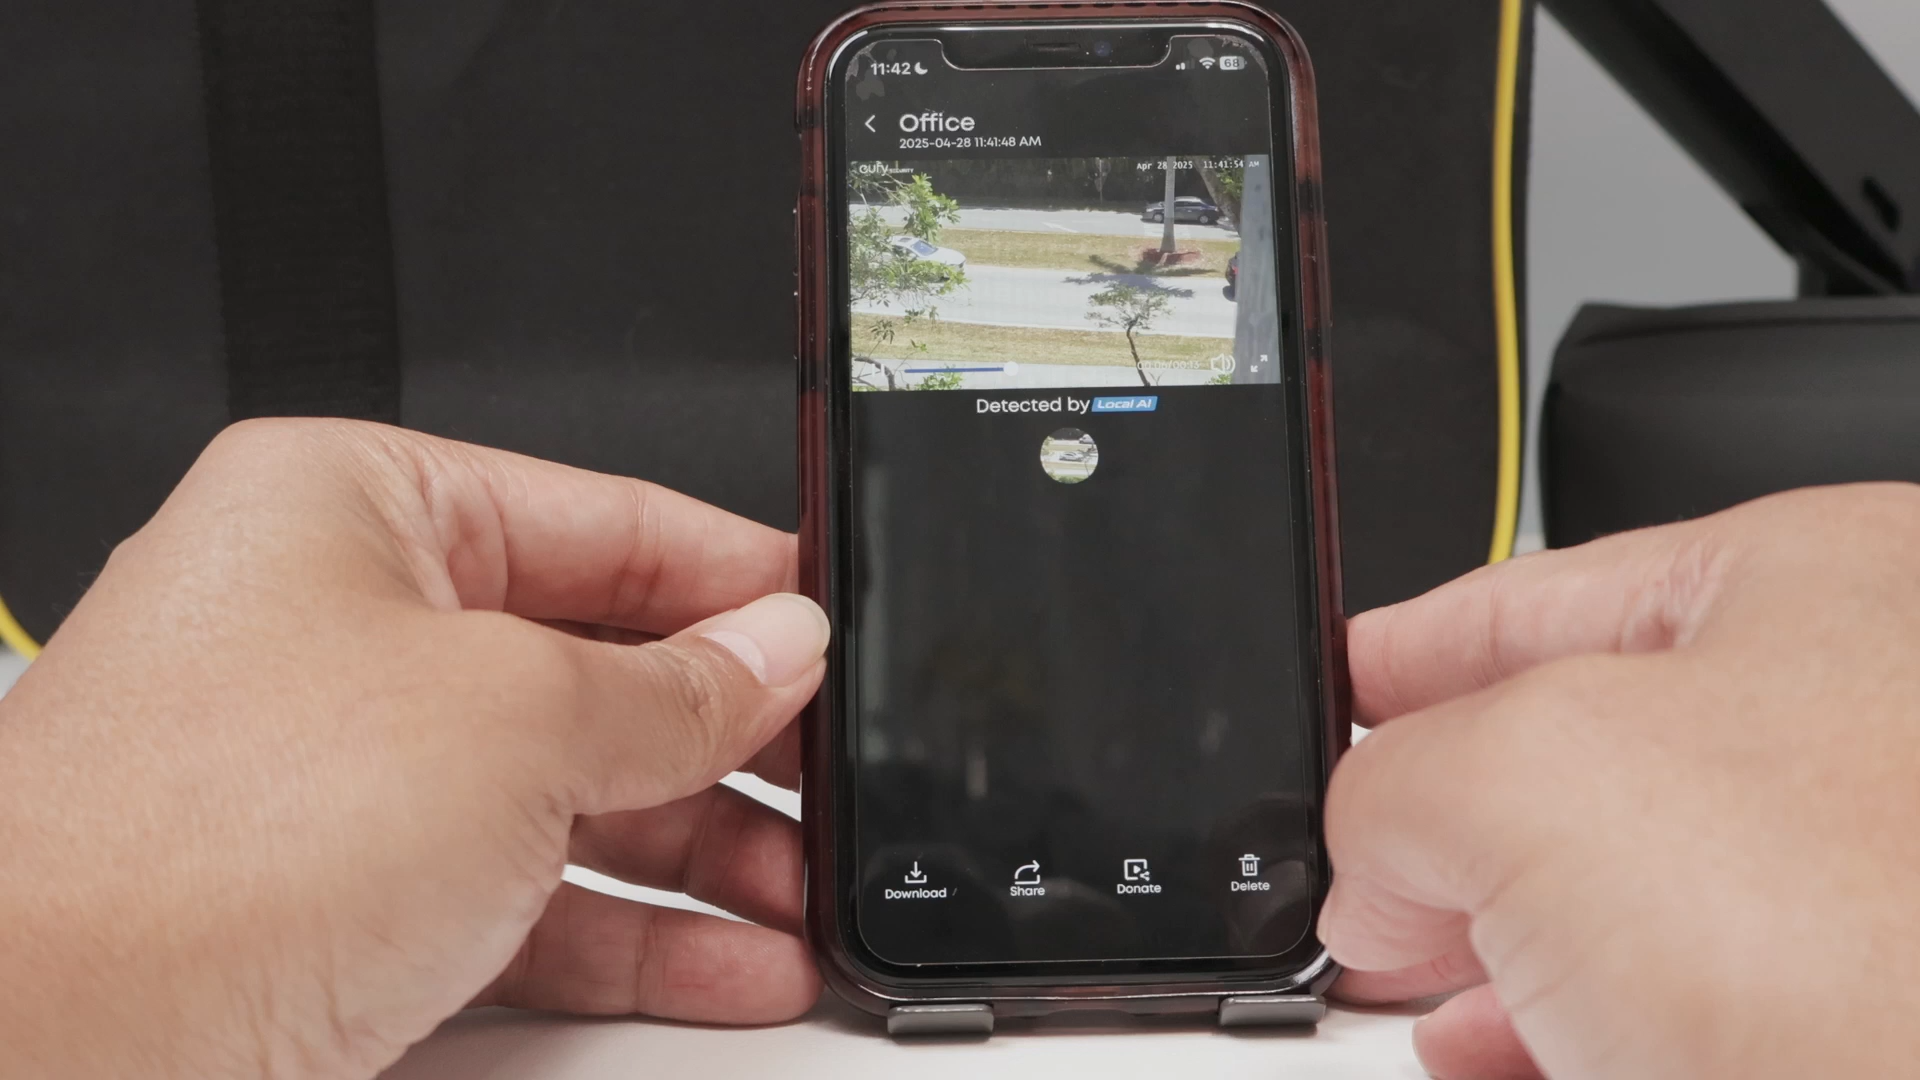 11:42
68
Office
2025-04-28 11:41:48 AM
eufy SECURITY
Apr 28 2025 11:41:54 AM
Detected by Local AI
Download
Share
Donate
Delete